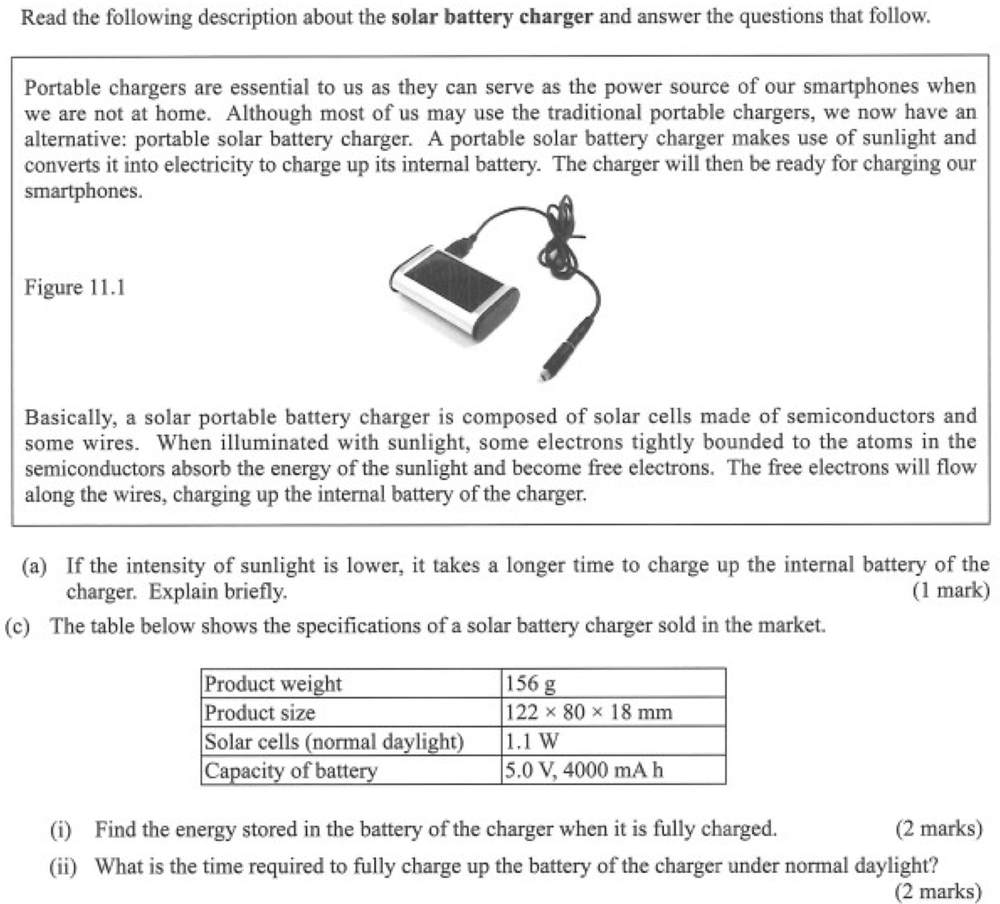 Read the following description about the solar battery charger and answer the questions that follow.
Portable chargers are essential to us as they can serve as the power source of our smartphones when
we are not at home. Although most of us may use the traditional portable chargers, we now have an
alternative: portable solar battery charger. A portable solar battery charger makes use of sunlight and
converts it into electricity to charge up its internal battery. The charger will then be ready for charging our
smartphones.
Figure 11.1
Basically, a solar portable battery charger is composed of solar cells made of semiconductors and
some wires. When illuminated with sunlight, some electrons tightly bounded to the atoms in the
semiconductors absorb the energy of the sunlight and become free electrons. The free electrons will flow
along the wires, charging up the internal battery of the charger.
(a) If the intensity of sunlight is lower, it takes a longer time to charge up the internal battery of the
charger. Explain briefly. (1 mark)
(c) The table below shows the specifications of a solar battery charger sold in the market.
Product weight 156 g
Product size 122 × 80 × 18 mm
Solar cells (normal daylight) 1.1 W
Capacity of battery 5.0 V, 4000 mA h
(i) Find the energy stored in the battery of the charger when it is fully charged. (2 marks)
(ii) What is the time required to fully charge up the battery of the charger under normal daylight?
(2 marks)